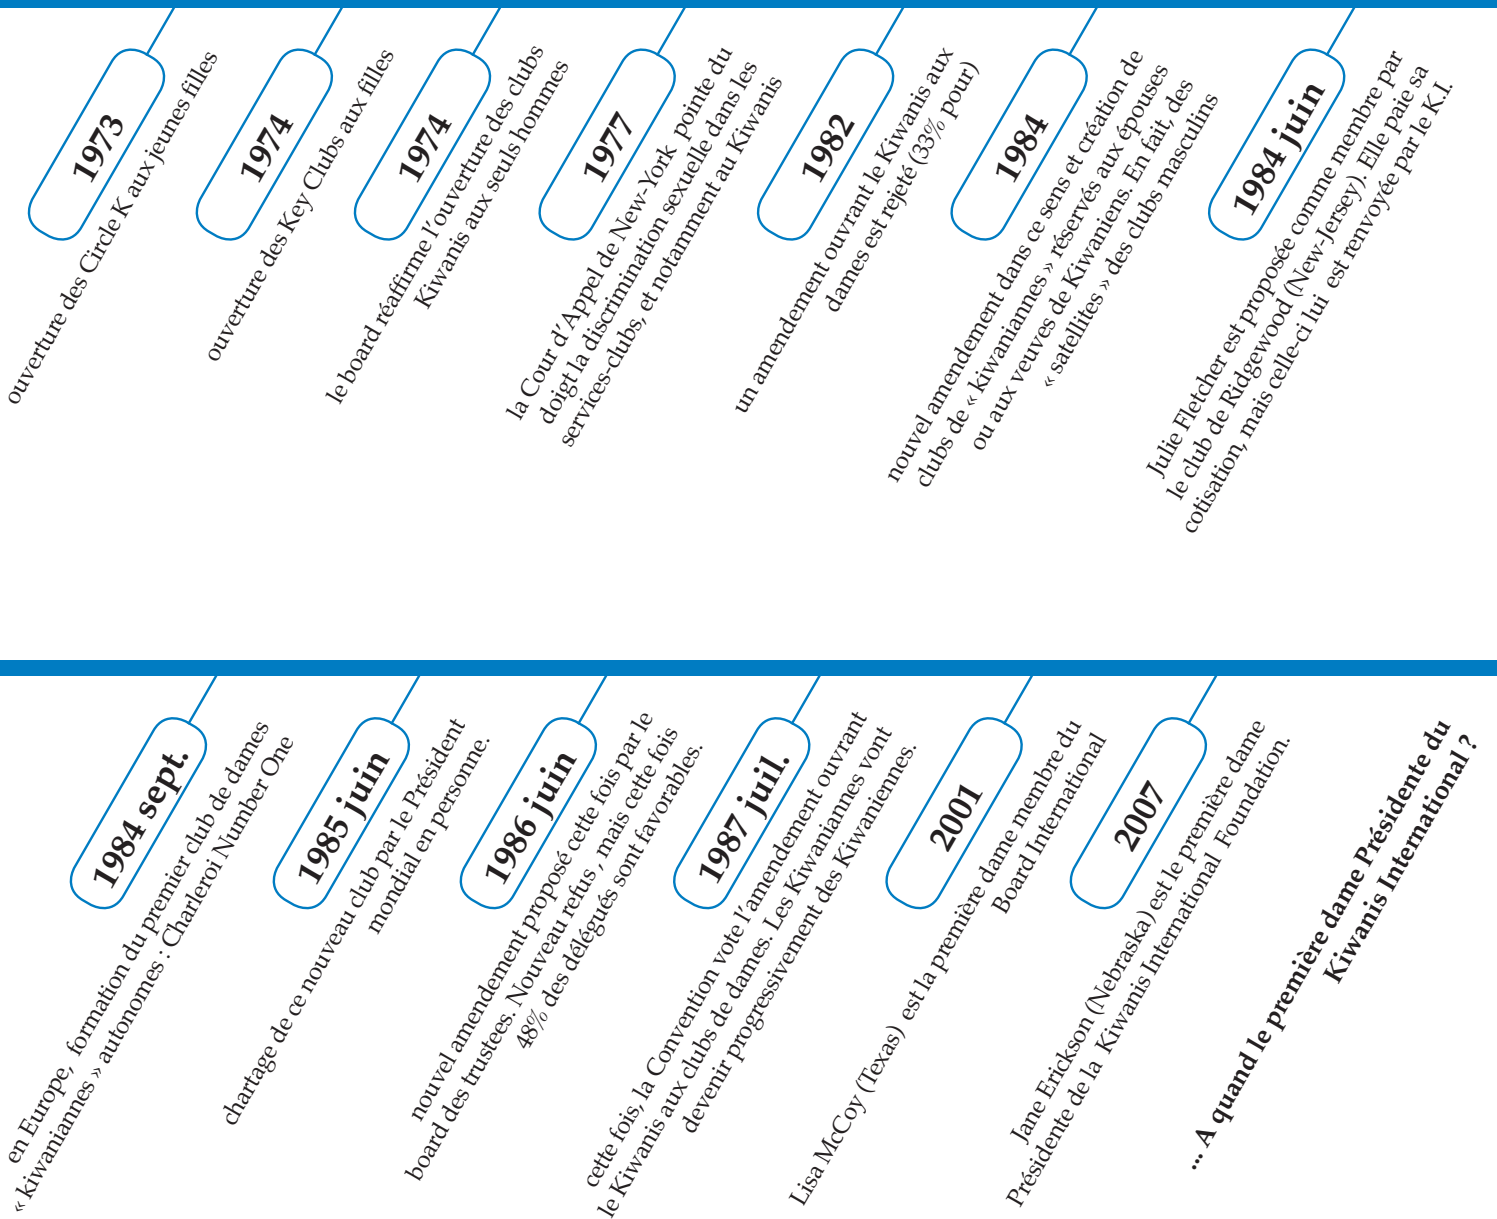 1973
ouverture des Circle K aux jeunes filles
1974
ouverture des Key Clubs aux filles
1974
le board réaffirme l'ouverture des clubs
Kiwanis aux seuls hommes
1977
la Cour d'Appel de New-York pointe du
doigt la discrimination sexuelle dans les
services-clubs, et notamment au Kiwanis
1982
un amendement ouvrant le Kiwanis aux
dames est rejeté (33% pour)
1984
nouvel amendement dans ce sens et création de
clubs de « kiwaniannes » réservés aux épouses
ou aux veuves de Kiwaniens. En fait, des
« satellites » des clubs masculins
1984 juin
Julie Fletcher est proposée comme membre par
le club de Ridgewood (New-Jersey). Elle paie sa
cotisation, mais celle-ci lui est renvoyée par le K.I.
1984 sept.
en Europe, formation du premier club de dames
« kiwaniannes » autonomes : Charleroi Number One
1985 juin
chartage de ce nouveau club par le Président
mondial en personne.
1986 juin
nouvel amendement proposé cette fois par le
board des trustees. Nouveau refus , mais cette fois
48% des délégués sont favorables.
1987 juil.
cette fois, la Convention vote l'amendement ouvrant
le Kiwanis aux clubs de dames. Les Kiwaniannes vont
devenir progressivement des Kiwaniennes.
2001
Lisa McCoy (Texas) est la première dame membre du
Board International
2007
Jane Erickson (Nebraska) est le première dame
Présidente de la Kiwanis International Foundation.
... A quand le première dame Présidente du
Kiwanis International ?